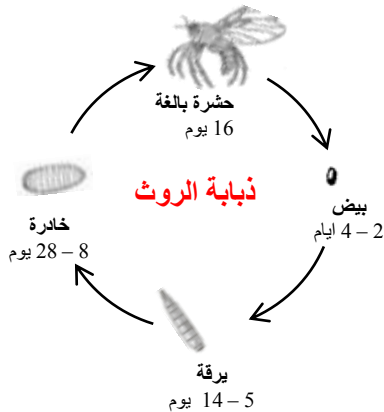 حشرة بالغة
16 يوم
ذبابة الروث
بيض
2 – 4 ايام
خادرة
8 – 28 يوم
يرقة
5 – 14 يوم